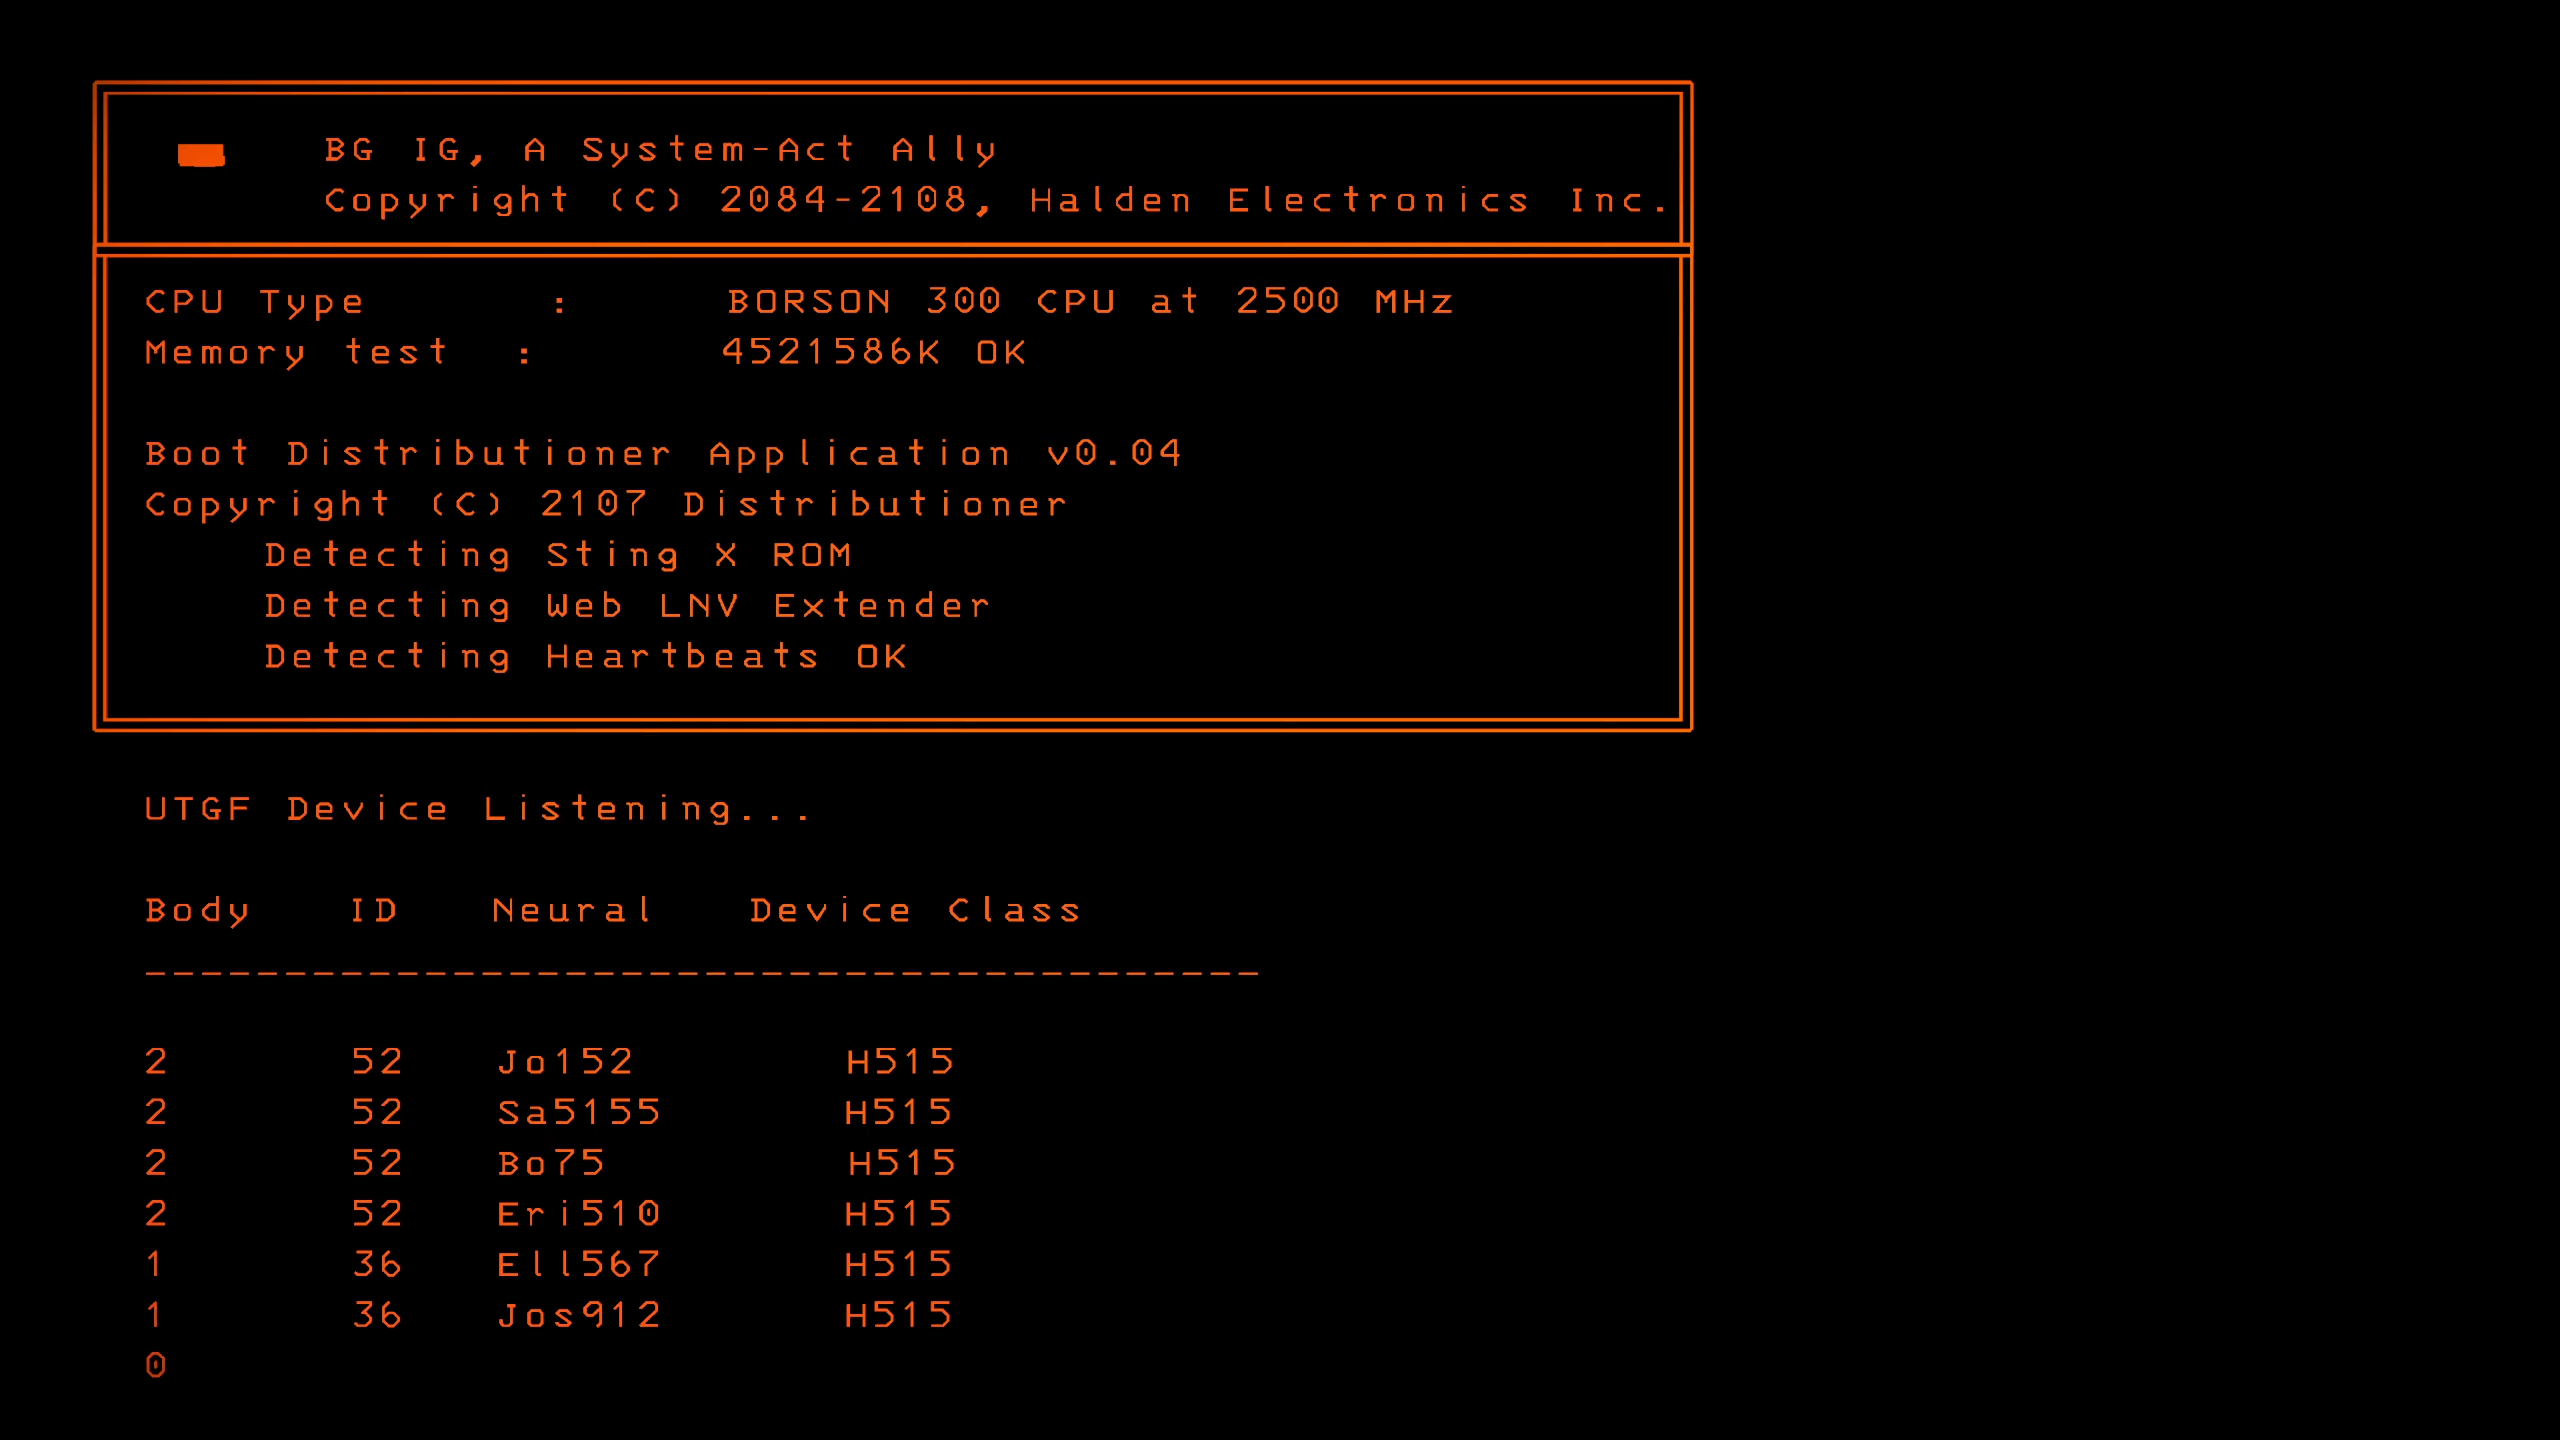 BG IG, A System-Act Ally
Copyright (C) 2084-2108, Halden Electronics Inc.
CPU Type : BORSON 300 CPU at 2500 MHz
Memory test : 4521586K OK
Boot Distributioner Application v0.04
Copyright (C) 2107 Distributioner
Detecting Sting X ROM
Detecting Web LNV Extender
Detecting Heartbeats OK
UTGF Device Listening...
Body ID Neural Device Class
----------------------------------------
2 52 Jo152 H515
2 52 Sa5155 H515
2 52 Bo75 H515
2 52 Eri510 H515
1 36 Ell567 H515
1 36 Jos912 H515
0